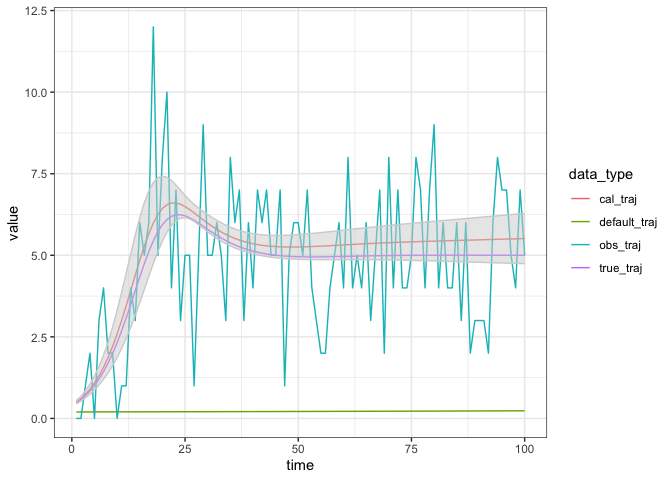 12.5
10.0
7.5
5.0
2.5
0.0
value
0
25
50
75
100
time
data_type
cal_traj
default_traj
obs_traj
true_traj